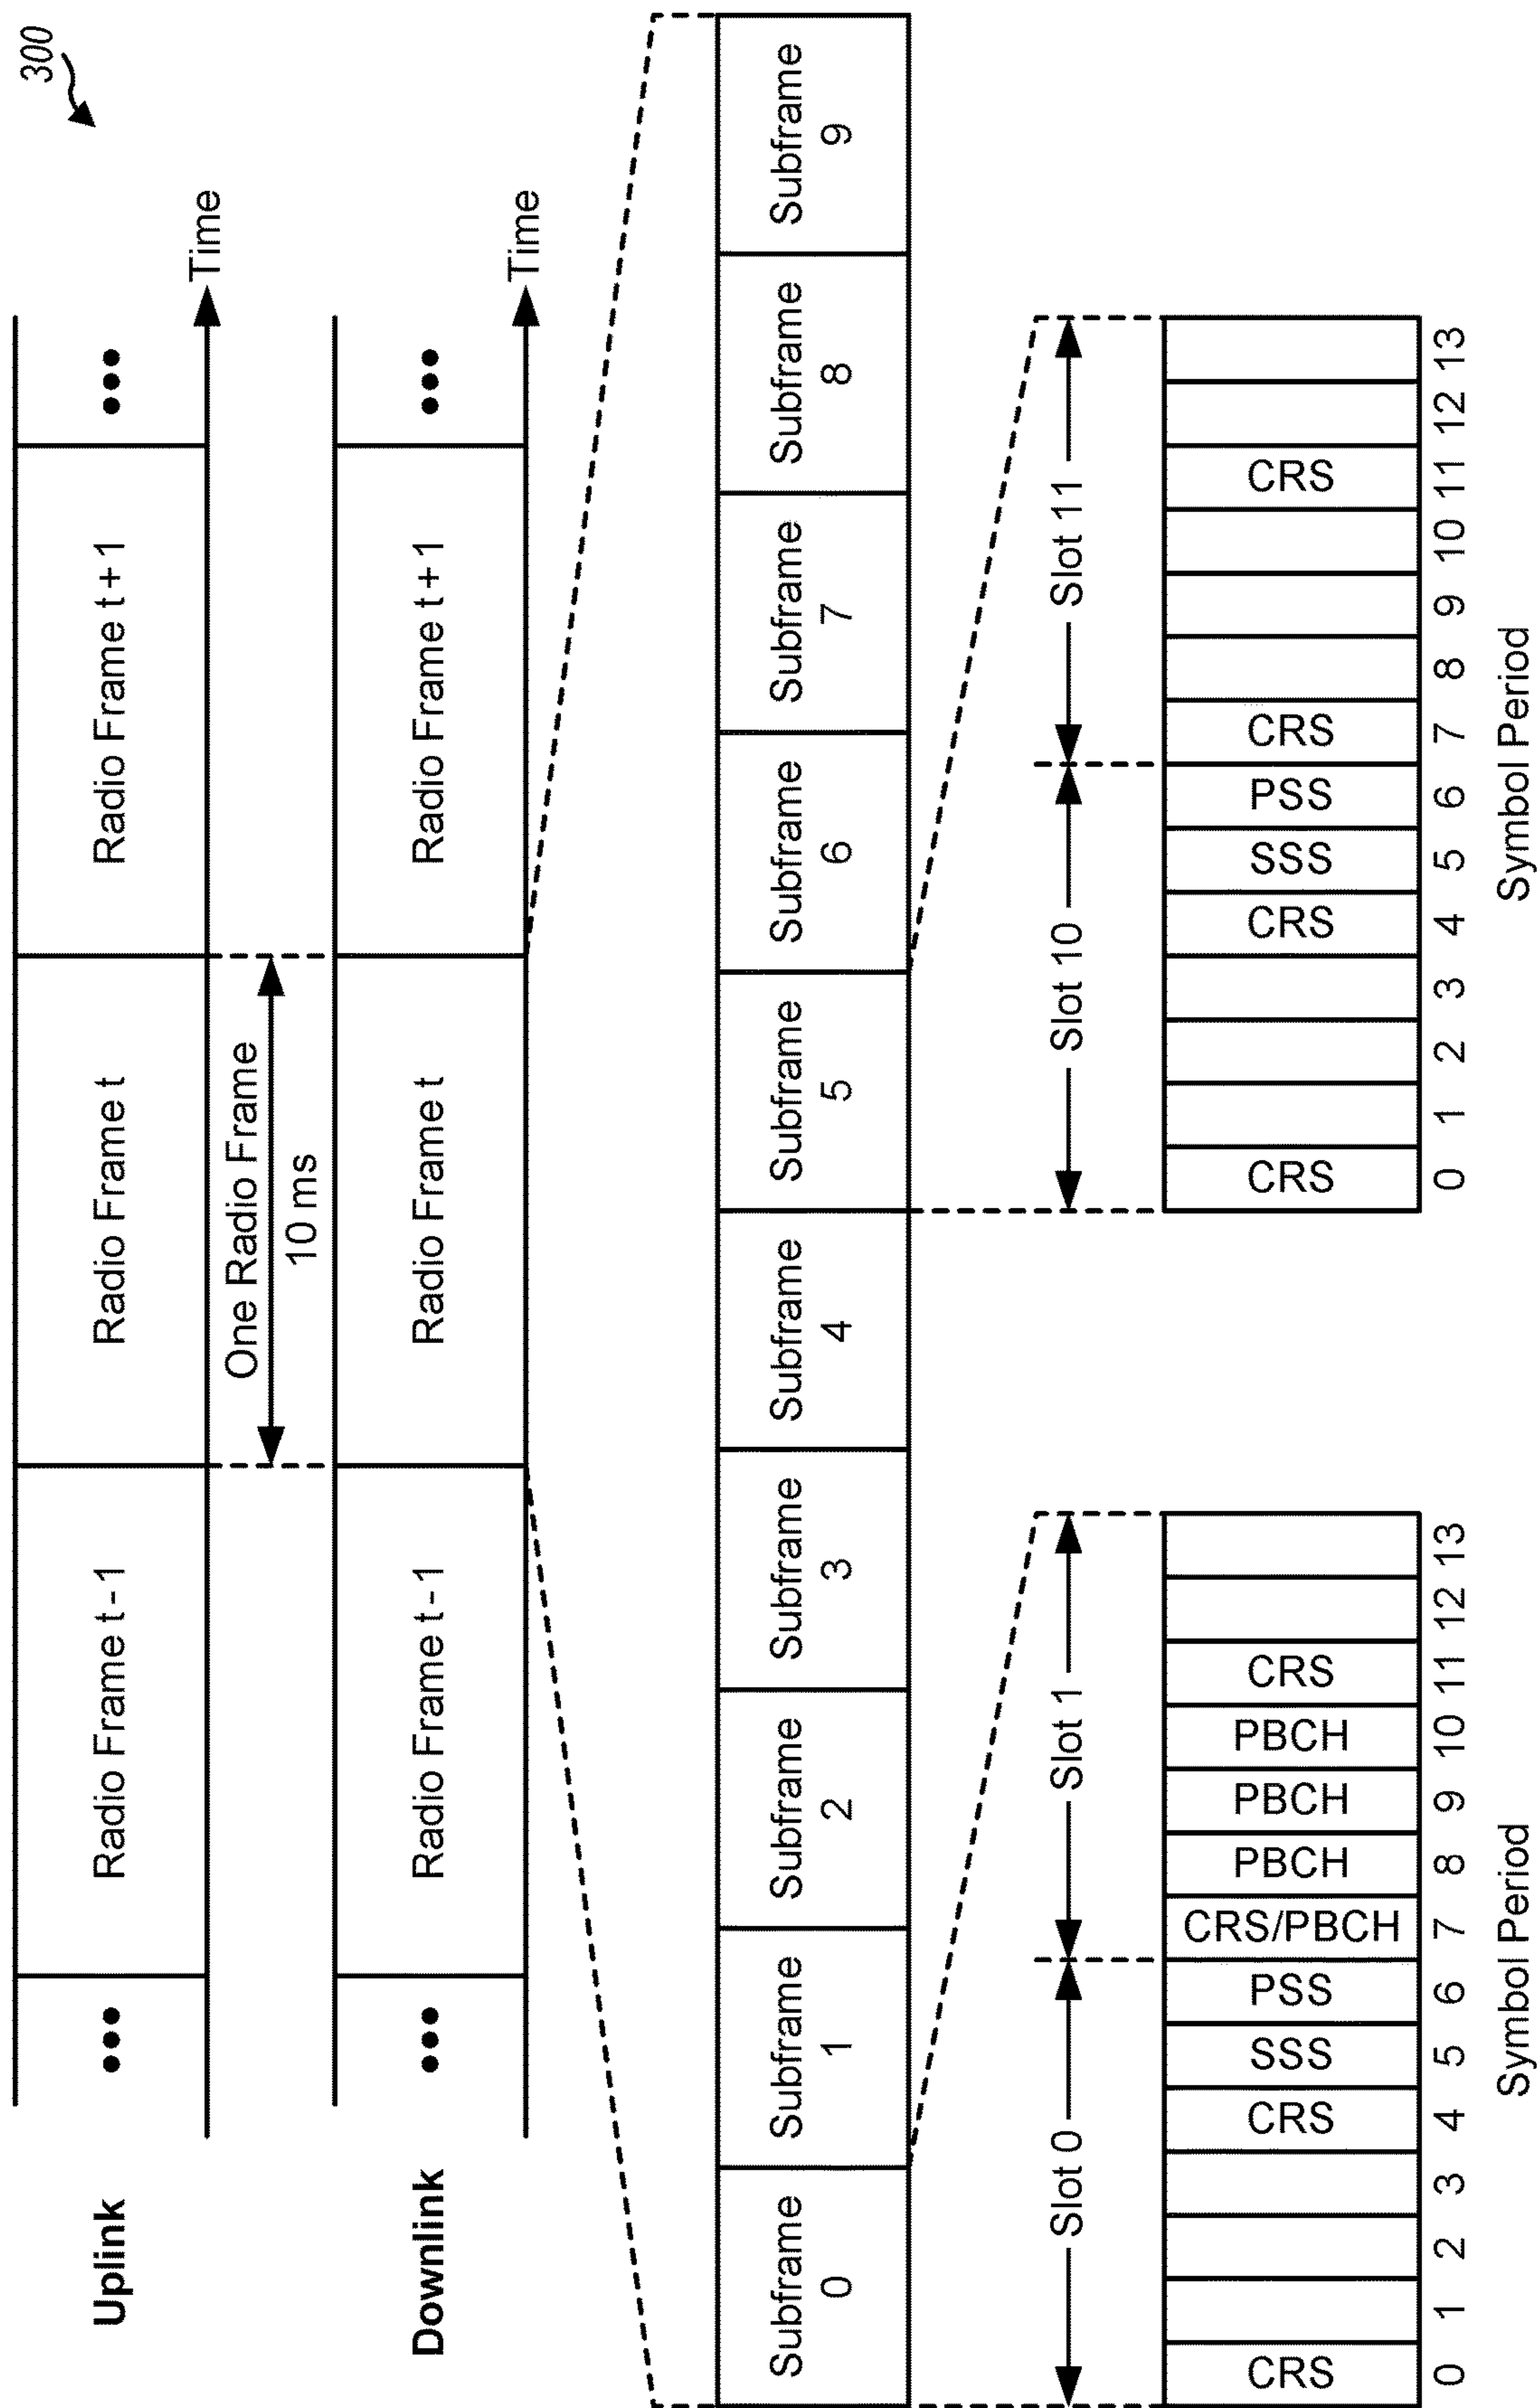 300
Uplink
•••
Radio Frame t-1
Radio Frame t
Radio Frame t+1
•••
Time
One Radio Frame
10 ms
Downlink
•••
Radio Frame t-1
Radio Frame t
Radio Frame t+1
•••
Time
Subframe
0
Subframe
1
Subframe
2
Subframe
3
Subframe
4
Subframe
5
Subframe
6
Subframe
7
Subframe
8
Subframe
9
Slot 0
Slot 1
CRS
CRS
SSS
PSS
CRS/PBCH
PBCH
PBCH
PBCH
CRS
0 1 2 3 4 5 6 7 8 9 10 11 12 13
Symbol Period
Slot 10
Slot 11
CRS
CRS
SSS
PSS
CRS
CRS
0 1 2 3 4 5 6 7 8 9 10 11 12 13
Symbol Period